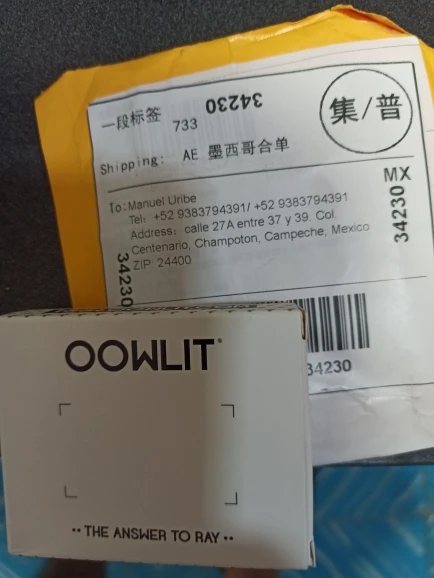 一段标签 733
34230
集/普
Shipping: AE 墨西哥合单
To: Manuel Uribe
Tel: +52 9383794391/ +52 9383794391
Address: calle 27A entre 37 y 39. Col.
Centenario, Champoton, Campeche, Mexico
ZIP: 24400
MX
34230
34230
34230
OOWLIT
•• THE ANSWER TO RAY ••